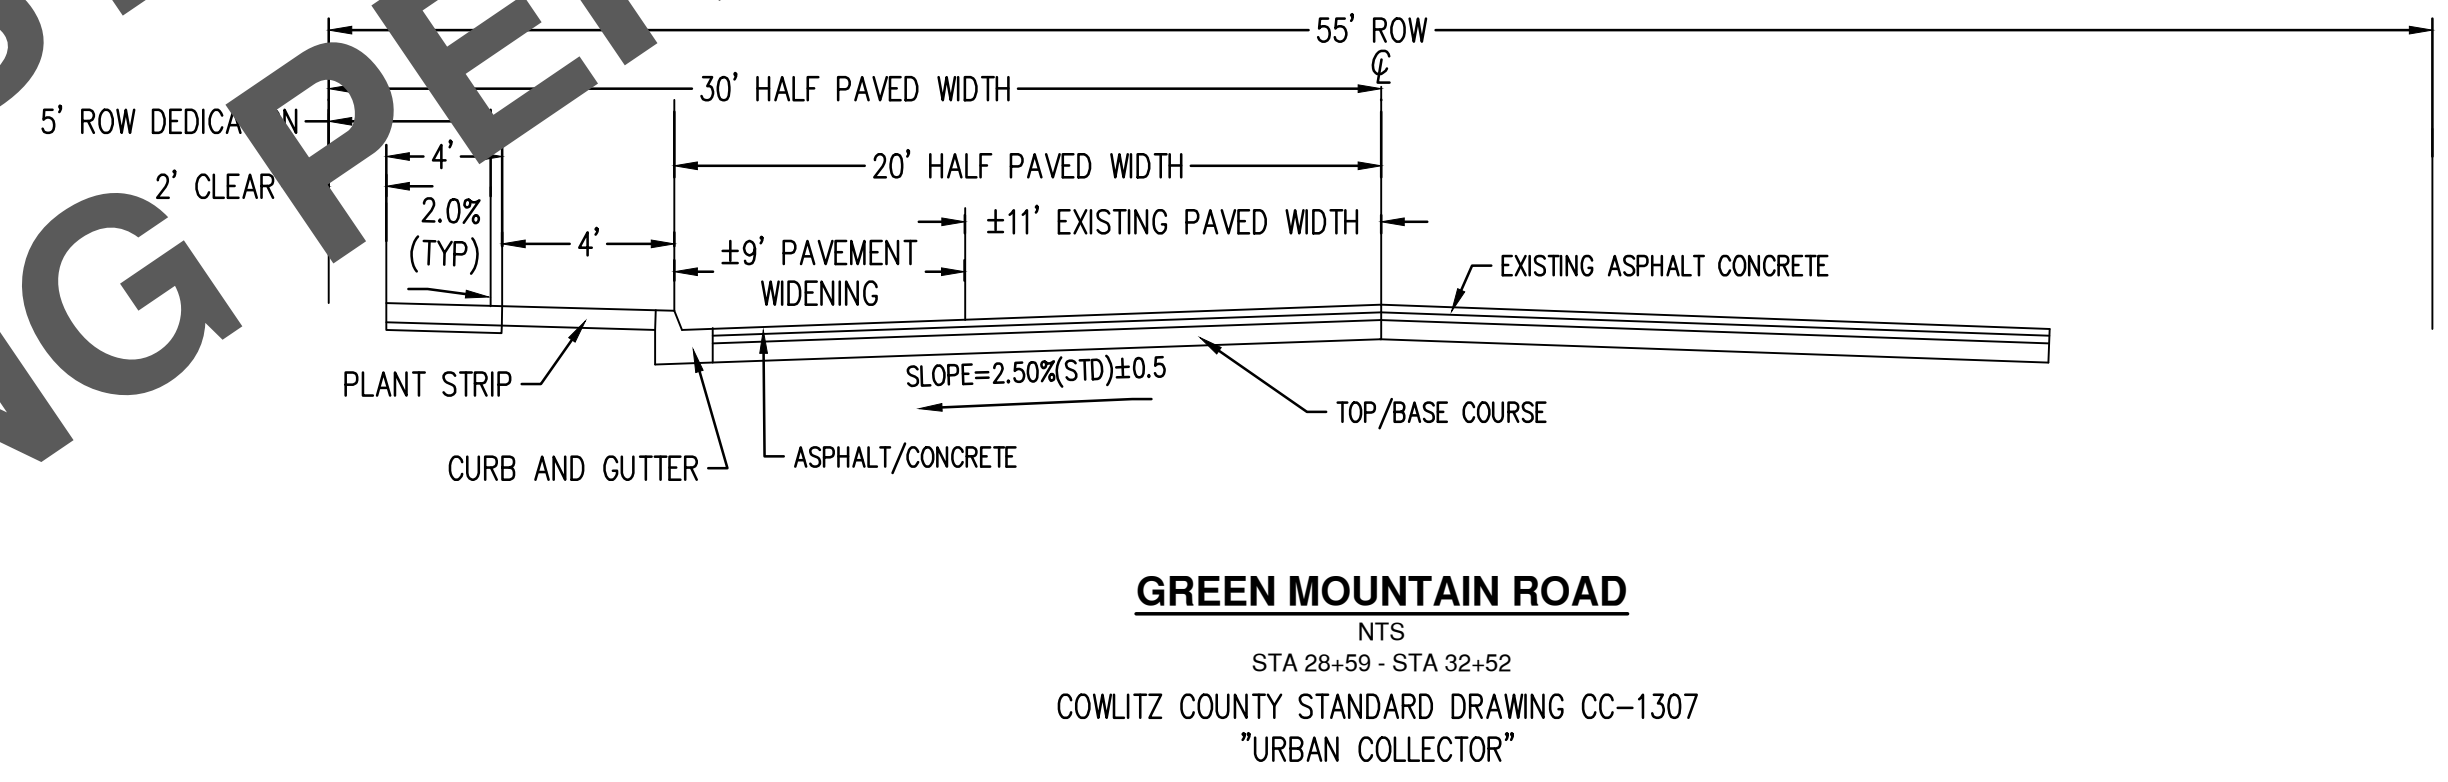 55' ROW
℄
30' HALF PAVED WIDTH
5' ROW DEDICATION
4'
20' HALF PAVED WIDTH
2' CLEAR
2.0%
(TYP)
±11' EXISTING PAVED WIDTH
4'
±9' PAVEMENT
WIDENING
EXISTING ASPHALT CONCRETE
PLANT STRIP
SLOPE=2.50%(STD)±0.5
TOP/BASE COURSE
CURB AND GUTTER
ASPHALT/CONCRETE
GREEN MOUNTAIN ROAD
NTS
STA 28+59 - STA 32+52
COWLITZ COUNTY STANDARD DRAWING CC-1307
"URBAN COLLECTOR"